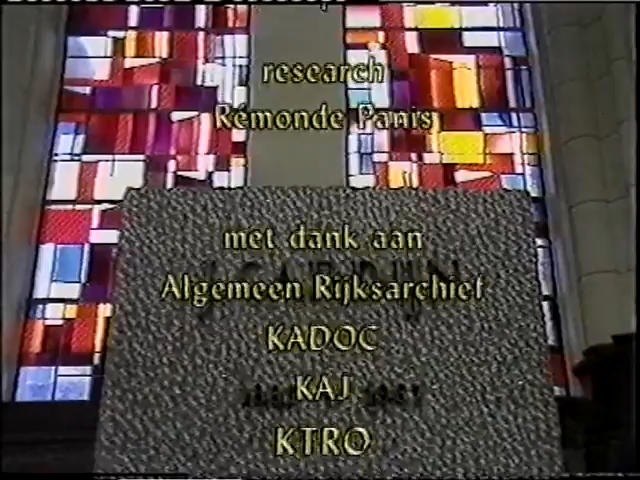 research
Rémonde Panis
met dank aan
Algemeen Rijksarchief
KADOC
KAJ
KTRO